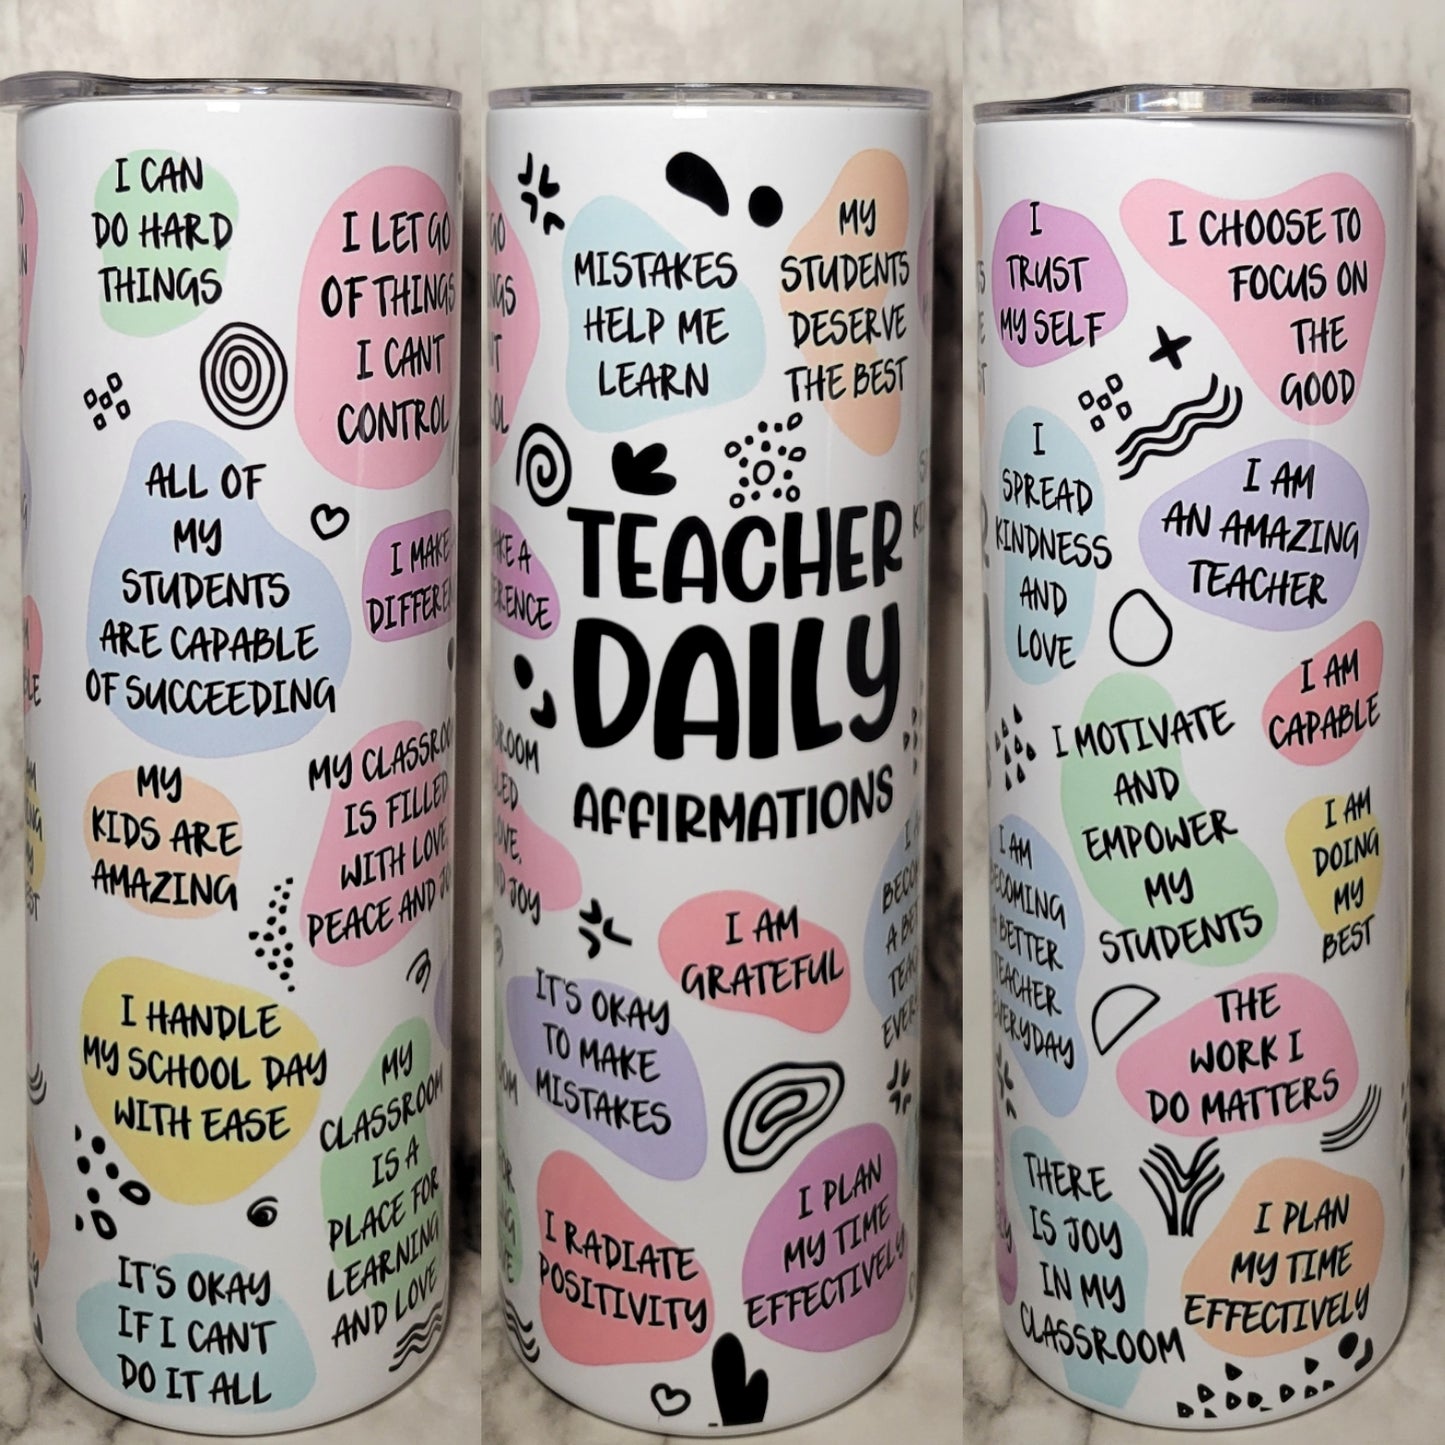 I CAN
DO HARD
THINGS
I LET GO
OF THINGS
I CANT
CONTROL
ALL OF
MY
STUDENTS
ARE CAPABLE
OF SUCCEEDING
I MAKE
MY
KIDS ARE
AMAZING
MY CLASSROO
IS FILLED
WITH LOVE,
PEACE AND JO
I HANDLE
MY SCHOOL DAY
WITH EASE
MY
CLASSROOM
IS A
PLACE FOR
LEARNING
AND LOVE
IT'S OKAY
IF I CAN'T
DO IT ALL
MISTAKES
HELP ME
LEARN
MY
STUDENTS
DESERVE
THE BEST
TEACHER
DAILY
AFFIRMATIONS
I AM
GRATEFUL
IT'S OKAY
TO MAKE
MISTAKES
I RADIATE
POSITIVITY
I PLAN
MY TIME
EFFECTIVELY
I
TRUST
MY SELF
I CHOOSE TO
FOCUS ON
THE
GOOD
I
SPREAD
KINDNESS
AND
LOVE
I AM
AN AMAZING
TEACHER
I AM
CAPABLE
I MOTIVATE
AND
EMPOWER
MY
STUDENTS
I AM
DOING
MY
BEST
I AM
BECOMING
A BETTER
TEACHER
EVERYDAY
THE
WORK I
DO MATTERS
THERE
IS JOY
IN MY
CLASSROOM
I PLAN
MY TIME
EFFECTIVELY